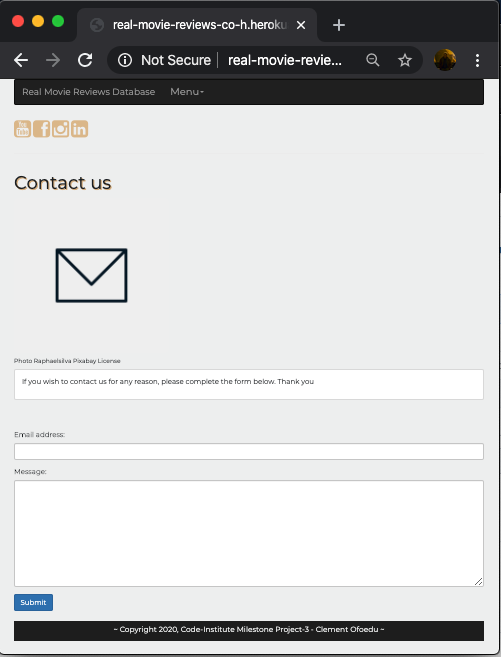 real-movie-reviews-co-h.heroku
Not Secure | real-movie-revie...
Real Movie Reviews Database Menu
You Tube f in
Contact us
Photo Raphaelsilva Pixabay License
If you wish to contact us for any reason, please complete the form below. Thank you
Email address:
Message:
Submit
~ Copyright 2020, Code-Institute Milestone Project-3 - Clement Ofoedu ~